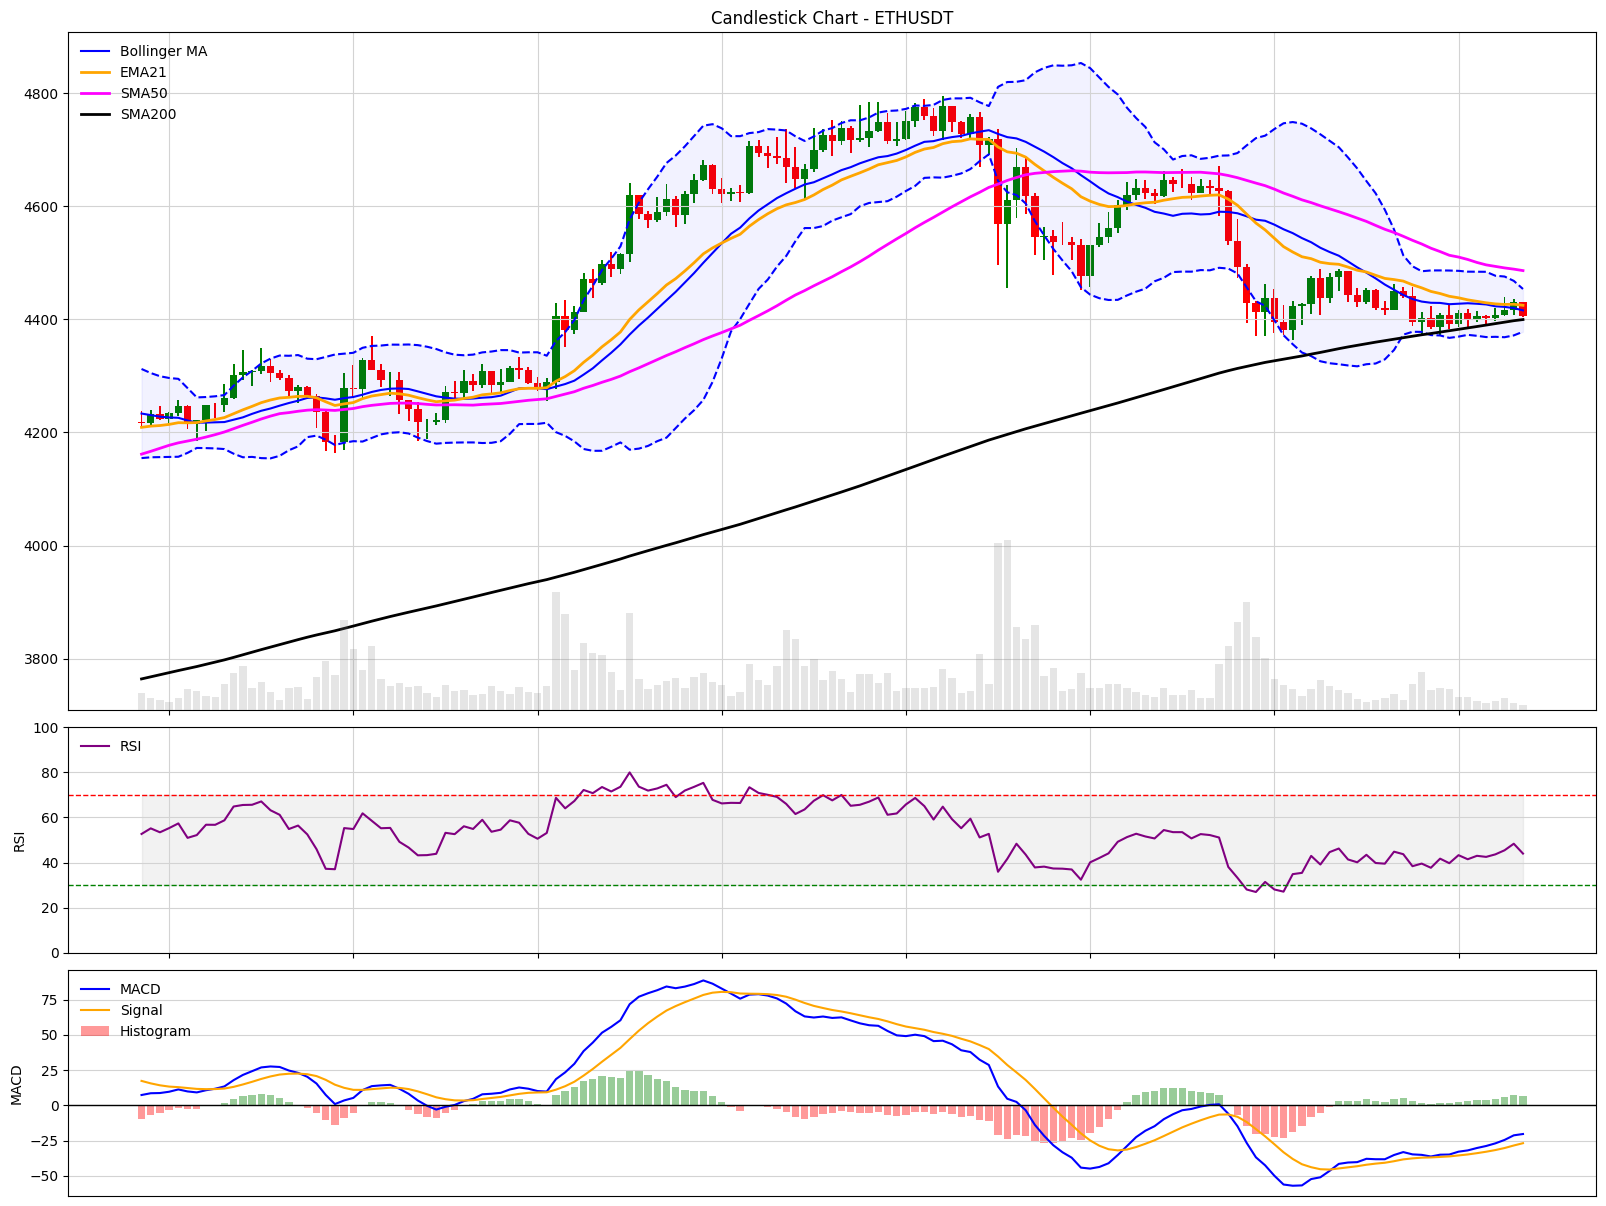 Candlestick Chart - ETHUSDT
Bollinger MA
EMA21
SMA50
SMA200
4800
4600
4400
4200
4000
3800
100
80
60
40
20
0
RSI
RSI
75
50
25
0
−25
−50
MACD
MACD
Signal
Histogram